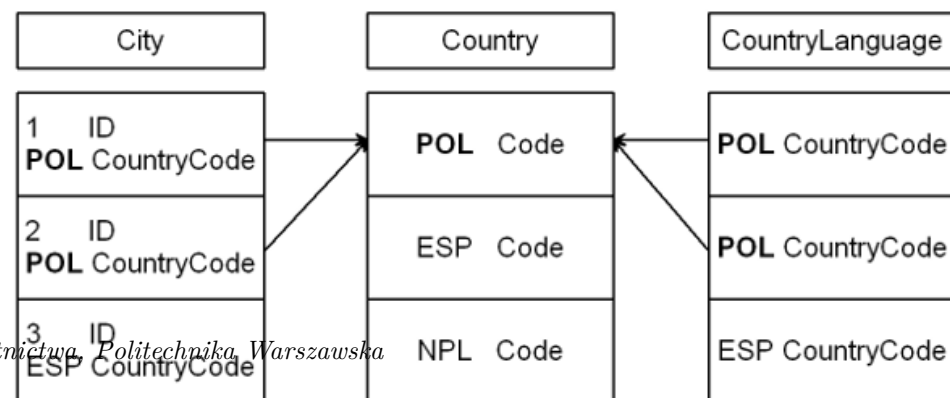 City
Country
CountryLanguage
1 ID
POL CountryCode
POL Code
POL CountryCode
2 ID
POL CountryCode
ESP Code
POL CountryCode
3 ID
ESP CountryCode
NPL Code
ESP CountryCode
Politechnika Warszawska